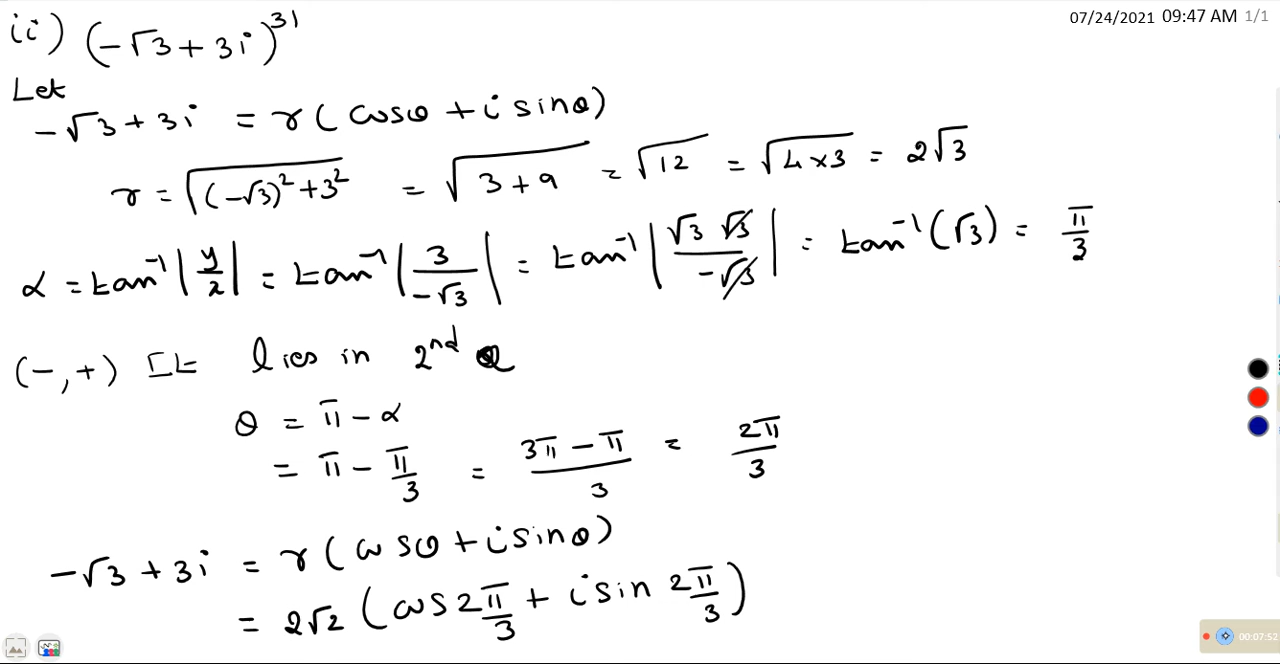 07/24/2021 09:47 AM 1/1
ii) (-√3 + 3i)^31
Let
-√3 + 3i = r (cosθ + i sinθ)
r = √((-√3)² + 3²) = √(3 + 9) = √12 = √(4 × 3) = 2√3
α = tan⁻¹|y/x| = tan⁻¹|3/-√3| = tan⁻¹|√3 √3/-√3| = tan⁻¹(√3) = π/3
(-, +) It lies in 2nd Q
θ = π - α
= π - π/3 = (3π - π)/3 = 2π/3
-√3 + 3i = r (cosθ + i sinθ)
= 2√2 (cos 2π/3 + i sin 2π/3)
00:07:52